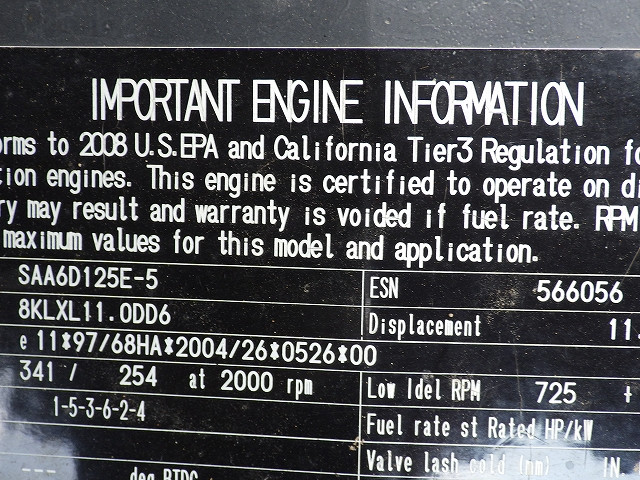 IMPORTANT ENGINE INFORMATION
orms to 2008 U.S.EPA and California Tier3 Regulation fo
tion engines. This engine is certified to operate on di
ry may result and warranty is voided if fuel rate. RPM
maximum values for this model and application.
SAA6D125E-5 ESN 566056
8KLXL11.0DD6 Displacement 11.
e 11*97/68HA*2004/26*0526*00
341 / 254 at 2000 rpm Low Idel RPM 725 +
1-5-3-6-2-4 Fuel rate st Rated HP/kW
--- deg BTDC Valve lash cold (mm) IN.